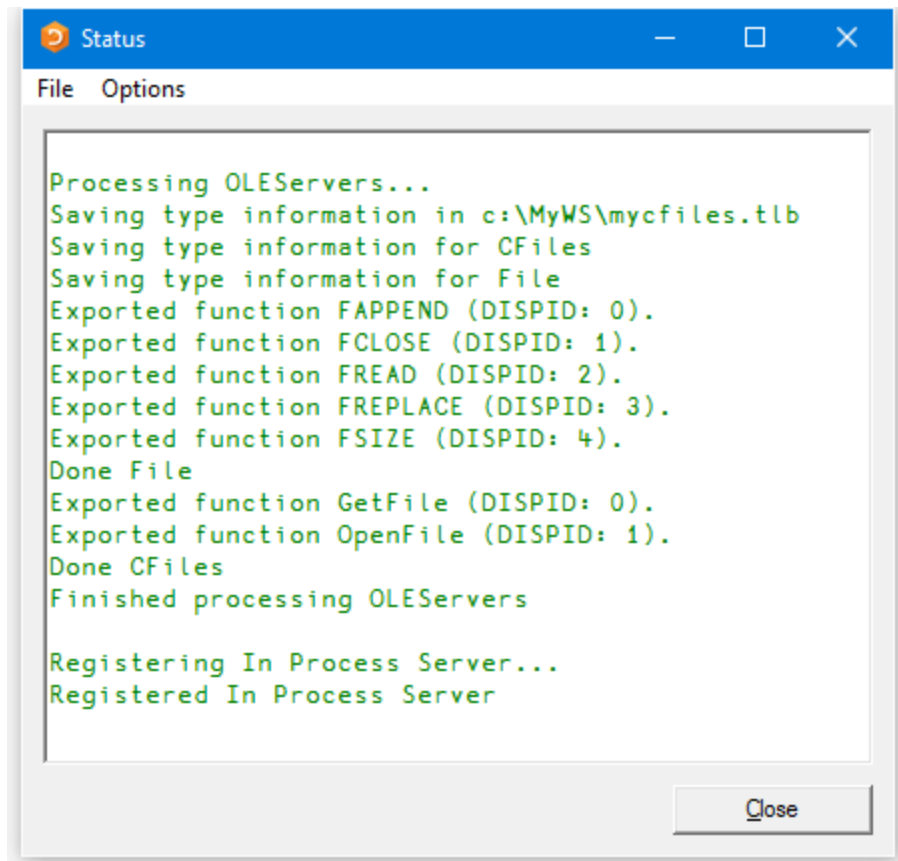 Status
File Options
Processing OLEServers...
Saving type information in c:\MyWS\mycfiles.tlb
Saving type information for CFiles
Saving type information for File
Exported function FAPPEND (DISPID: 0).
Exported function FCLOSE (DISPID: 1).
Exported function FREAD (DISPID: 2).
Exported function FREPLACE (DISPID: 3).
Exported function FSIZE (DISPID: 4).
Done File
Exported function GetFile (DISPID: 0).
Exported function OpenFile (DISPID: 1).
Done CFiles
Finished processing OLEServers
Registering In Process Server...
Registered In Process Server
Close